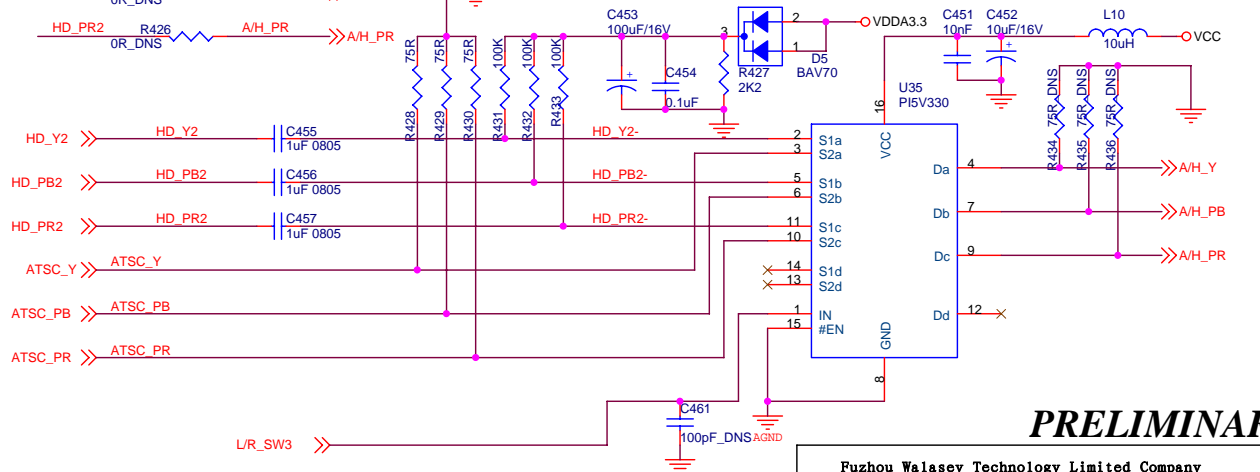 0R_DNS
HD_PR2
R426
0R_DNS
A/H_PR
A/H_PR
75R
75R
75R
100K
100K
100K
R428
R429
R430
R431
R432
R433
C453
100uF/16V
C454
0.1uF
3
2
1
D5
BAV70
R427
2K2
VDDA3.3
C451
10nF
C452
10uF/16V
L10
10uH
VCC
U35
PI5V330
16
75R_DNS
75R_DNS
75R_DNS
R434
R435
R436
HD_Y2
HD_Y2
C455
1uF 0805
HD_Y2-
2
S1a
3
S2a
VCC
Da
4
A/H_Y
HD_PB2
HD_PB2
C456
1uF 0805
HD_PB2-
5
S1b
6
S2b
Db
7
A/H_PB
HD_PR2
HD_PR2
C457
1uF 0805
HD_PR2-
11
S1c
10
S2c
Dc
9
A/H_PR
ATSC_Y
ATSC_Y
14
S1d
13
S2d
ATSC_PB
ATSC_PB
1
IN
15
#EN
GND
Dd
12
ATSC_PR
ATSC_PR
8
C461
100pF_DNS
AGND
L/R_SW3
PRELIMINAR
Fuzhou Walasey Technology Limited Company